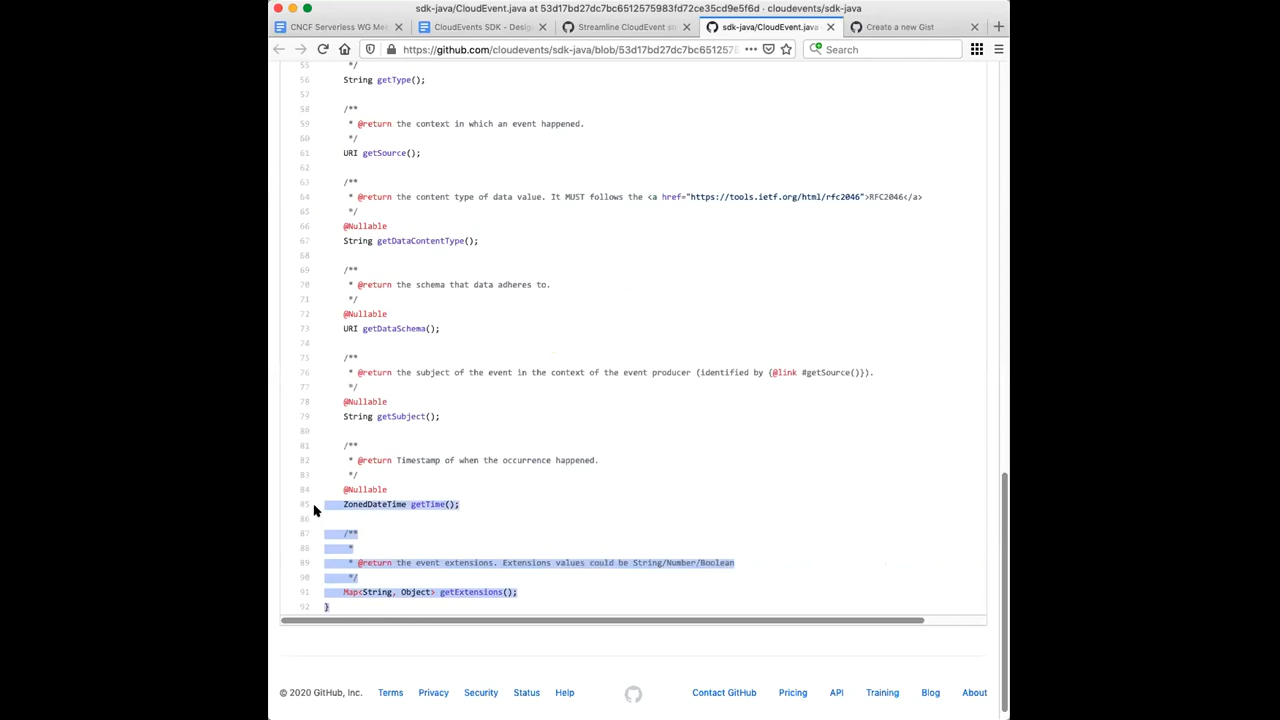 sdk-java/CloudEvent.java at 53d17bd27dc7bc6512575983fd72ce35cd9e5f6d · cloudevents/sdk-java
CNCF Serverless WG Me
CloudEvents SDK - Desig
Streamline CloudEvent st
sdk-java/CloudEvent.java
Create a new Gist
https://github.com/cloudevents/sdk-java/blob/53d17bd27dc7bc651257
Search
55 */
56 String getType();
57
58 /**
59 * @return the context in which an event happened.
60 */
61 URI getSource();
62
63 /**
64 * @return the content type of data value. It MUST follows the <a href="https://tools.ietf.org/html/rfc2046">RFC2046</a>
65 */
66 @Nullable
67 String getDataContentType();
68
69 /**
70 * @return the schema that data adheres to.
71 */
72 @Nullable
73 URI getDataSchema();
74
75 /**
76 * @return the subject of the event in the context of the event producer (identified by {@link #getSource()}).
77 */
78 @Nullable
79 String getSubject();
80
81 /**
82 * @return Timestamp of when the occurrence happened.
83 */
84 @Nullable
85 ZonedDateTime getTime();
86
87 /**
88 *
89 * @return the event extensions. Extensions values could be String/Number/Boolean
90 */
91 Map<String, Object> getExtensions();
92 }
© 2020 GitHub, Inc. Terms Privacy Security Status Help Contact GitHub Pricing API Training Blog About